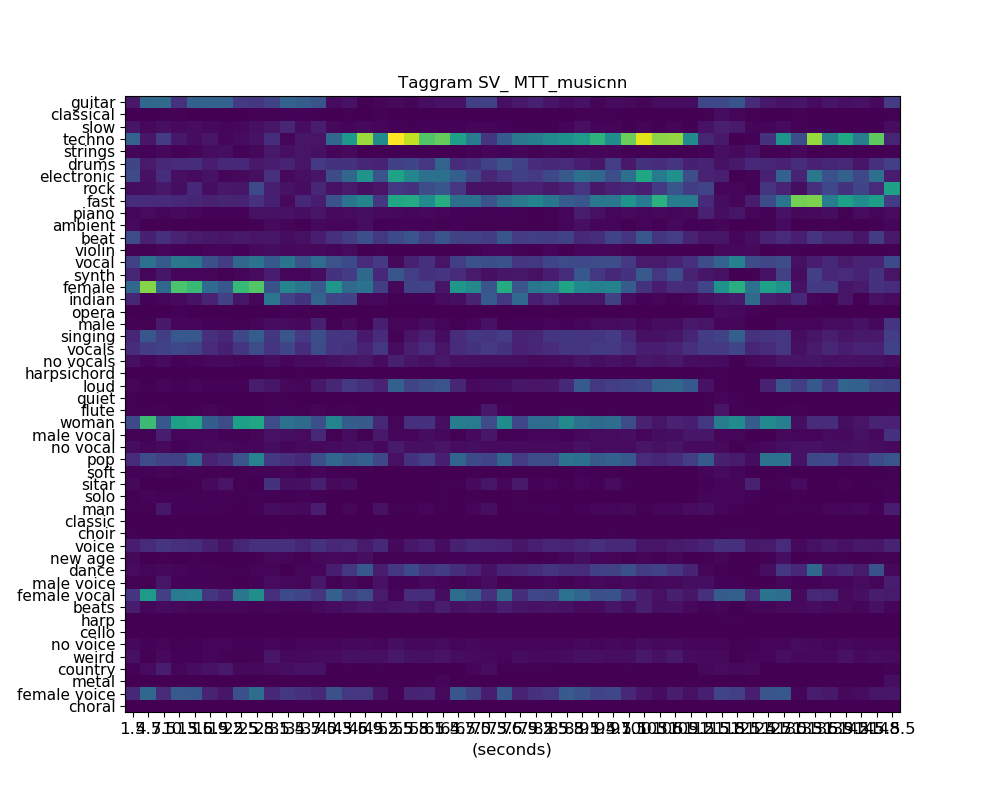 Taggram SV_ MTT_musicnn
guitar
classical
slow
techno
strings
drums
electronic
rock
fast
piano
ambient
beat
violin
vocal
synth
female
indian
opera
male
singing
vocals
no vocals
harpsichord
loud
quiet
flute
woman
male vocal
no vocal
pop
soft
sitar
solo
man
classic
choir
voice
new age
dance
male voice
female vocal
beats
harp
cello
no voice
weird
country
metal
female voice
choral
(seconds)